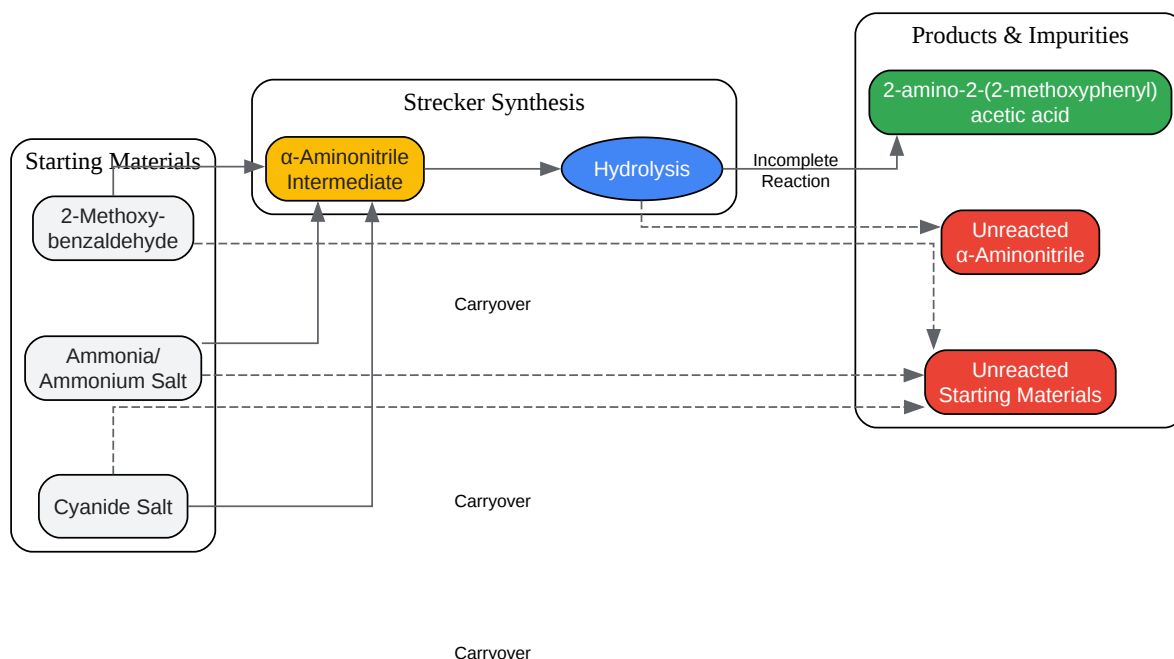 Products & Impurities
2-amino-2-(2-methoxyphenyl)
acetic acid
Strecker Synthesis
Starting Materials
α-Aminonitrile
Intermediate
Hydrolysis
Incomplete
Reaction
2-Methoxy-
benzaldehyde
Unreacted
α-Aminonitrile
Carryover
Ammonia/
Ammonium Salt
Unreacted
Starting Materials
Cyanide Salt
Carryover
Carryover